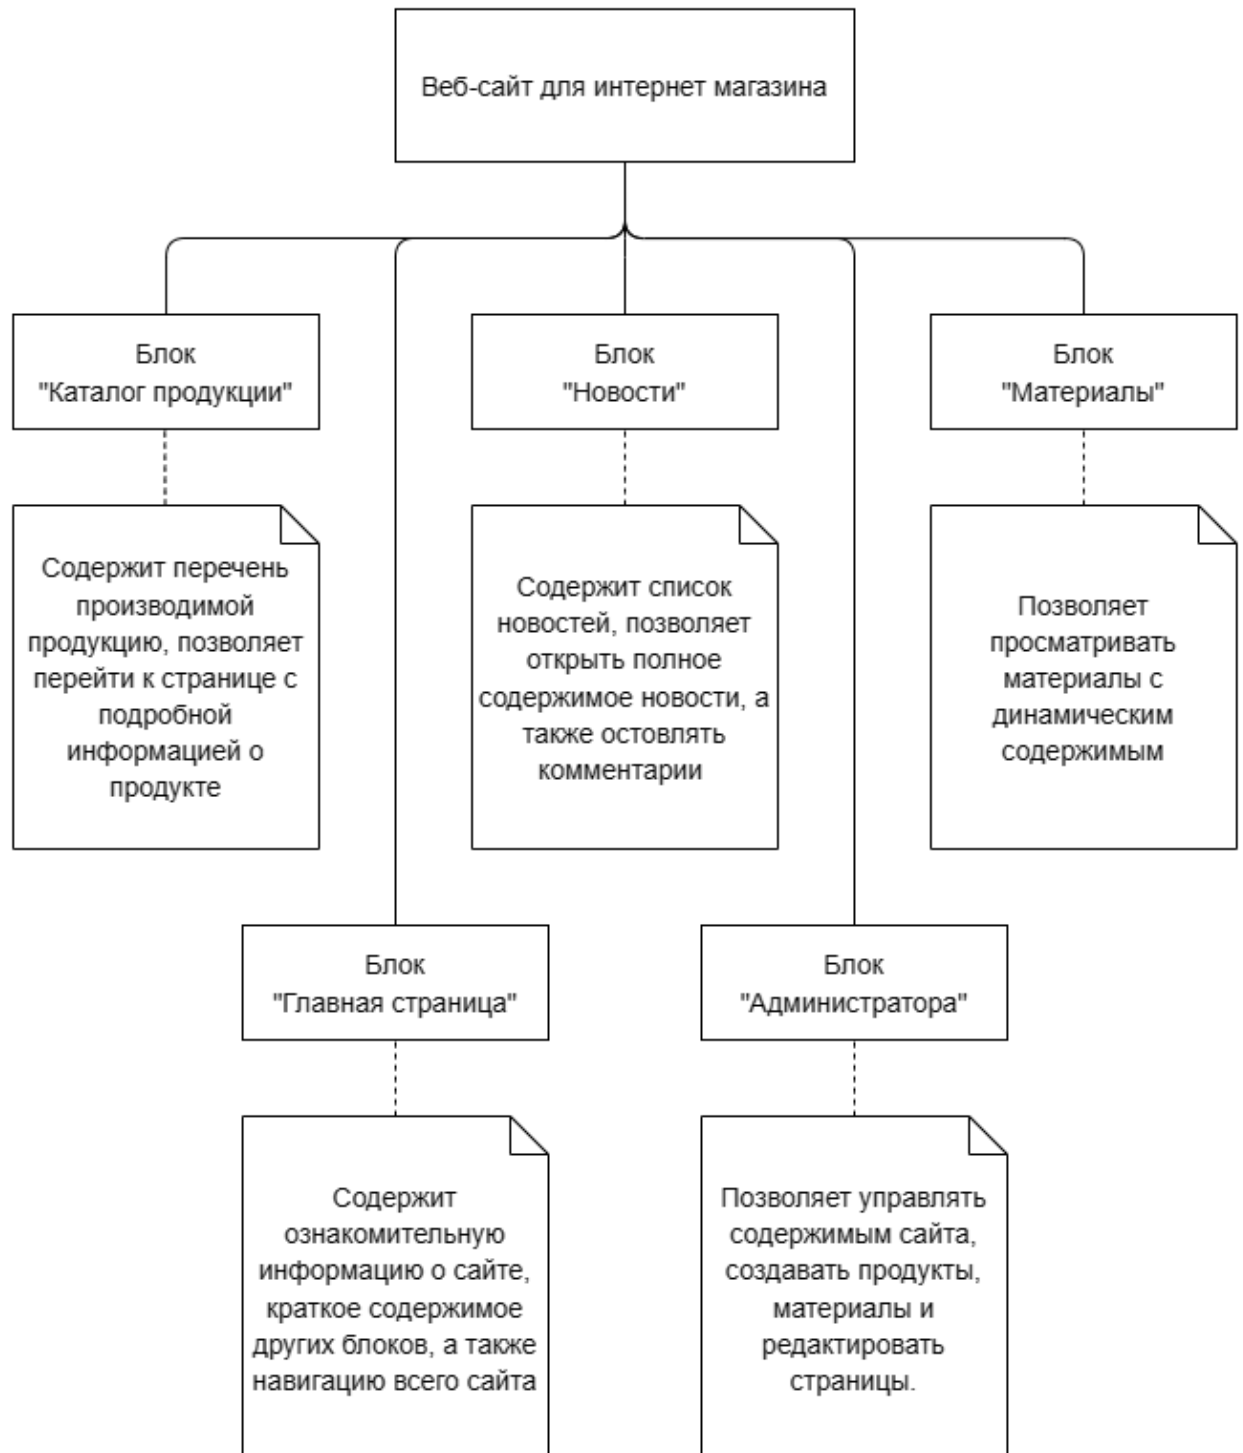 Веб-сайт для интернет магазина
Блок
"Каталог продукции"
Блок
"Новости"
Блок
"Материалы"
Содержит перечень
производимой
продукцию, позволяет
перейти к странице с
подробной
информацией о
продукте
Содержит список
новостей, позволяет
открыть полное
содержимое новости, а
также остовлять
комментарии
Позволяет
просматривать
материалы с
динамическим
содержимым
Блок
"Главная страница"
Блок
"Администратора"
Содержит
ознакомительную
информацию о сайте,
краткое содержимое
других блоков, а также
навигацию всего сайта
Позволяет управлять
содержимым сайта,
создавать продукты,
материалы и
редактировать
страницы.